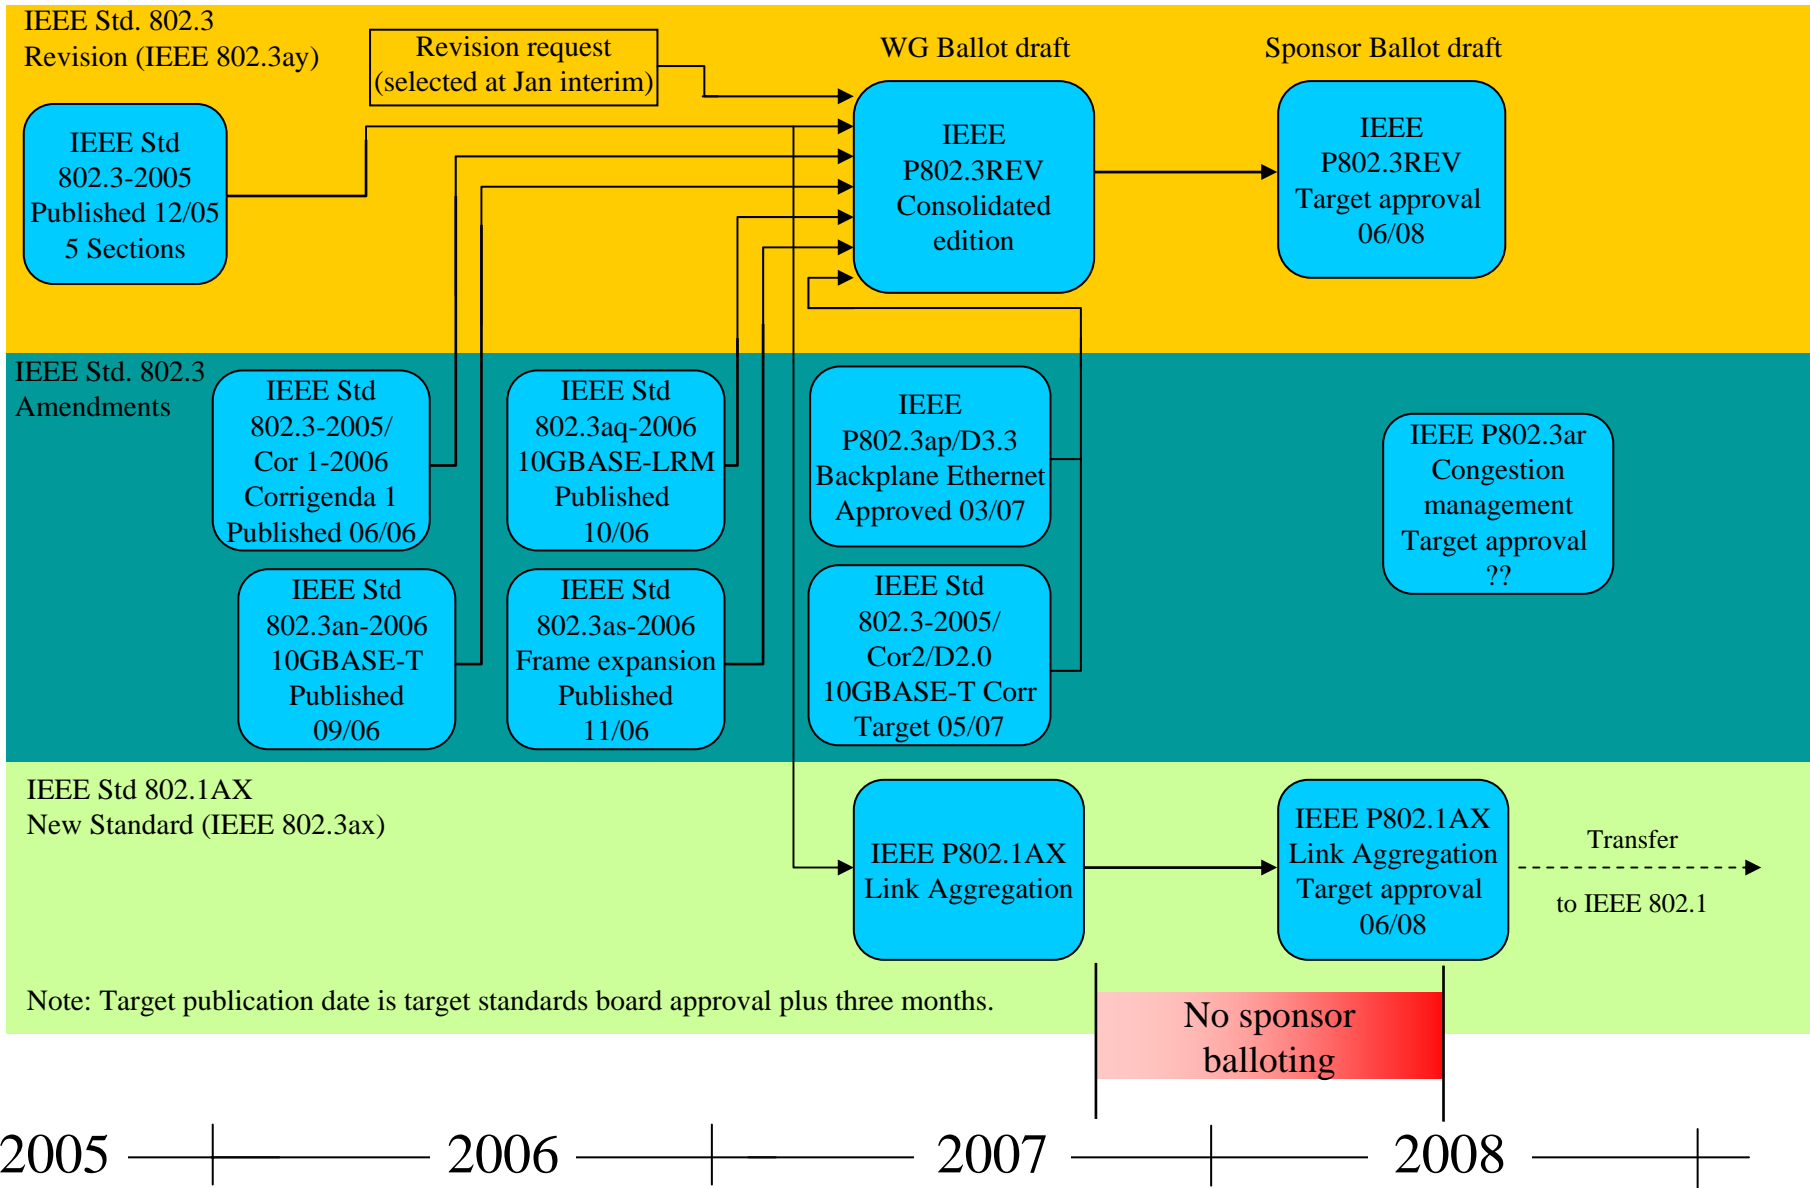 IEEE Std. 802.3
Revision (IEEE 802.3ay)
Revision request
(selected at Jan interim)
WG Ballot draft
Sponsor Ballot draft
IEEE Std
802.3-2005
Published 12/05
5 Sections
IEEE
P802.3REV
Consolidated
edition
IEEE
P802.3REV
Target approval
06/08
IEEE Std. 802.3
Amendments
IEEE Std
802.3-2005/
Cor 1-2006
Corrigenda 1
Published 06/06
IEEE Std
802.3aq-2006
10GBASE-LRM
Published
10/06
IEEE
P802.3ap/D3.3
Backplane Ethernet
Approved 03/07
IEEE P802.3ar
Congestion
management
Target approval
??
IEEE Std
802.3an-2006
10GBASE-T
Published
09/06
IEEE Std
802.3as-2006
Frame expansion
Published
11/06
IEEE Std
802.3-2005/
Cor2/D2.0
10GBASE-T Corr
Target 05/07
IEEE Std 802.1AX
New Standard (IEEE 802.3ax)
IEEE P802.1AX
Link Aggregation
IEEE P802.1AX
Link Aggregation
Target approval
06/08
Transfer
to IEEE 802.1
Note: Target publication date is target standards board approval plus three months.
No sponsor
balloting
2005
2006
2007
2008